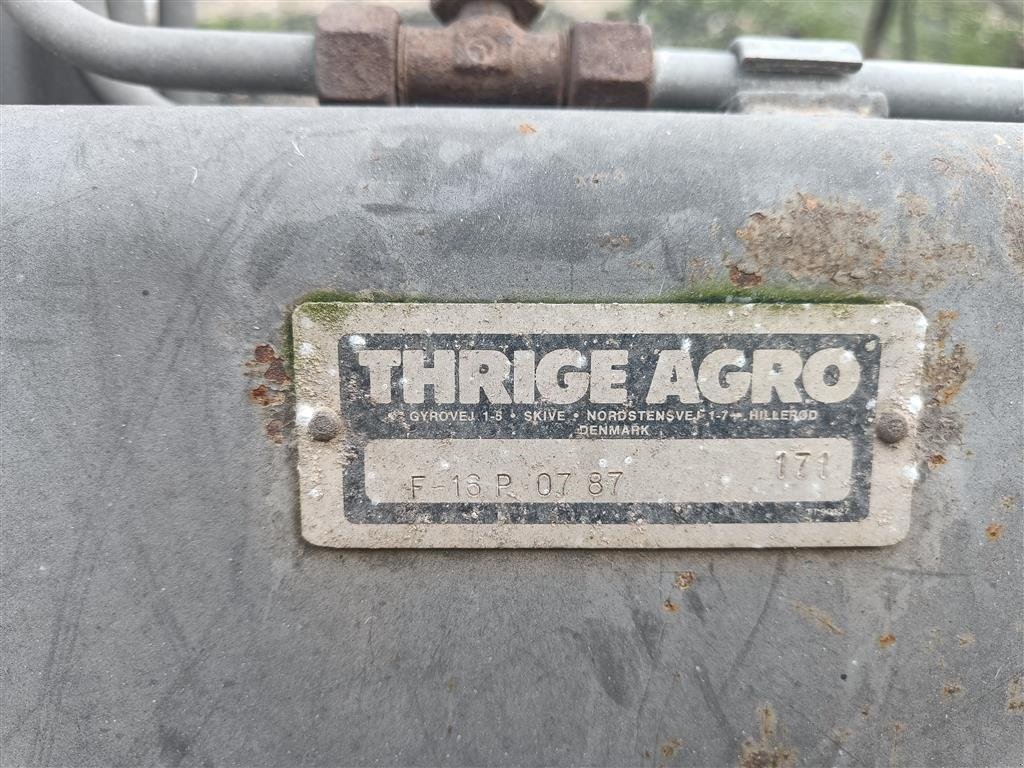 THRIGE AGRO
GYROVEJ 1-5 • SKIVE • NORDSTENSVEJ 1-7 HILLERØD
DENMARK
F-16 P 07 87 171